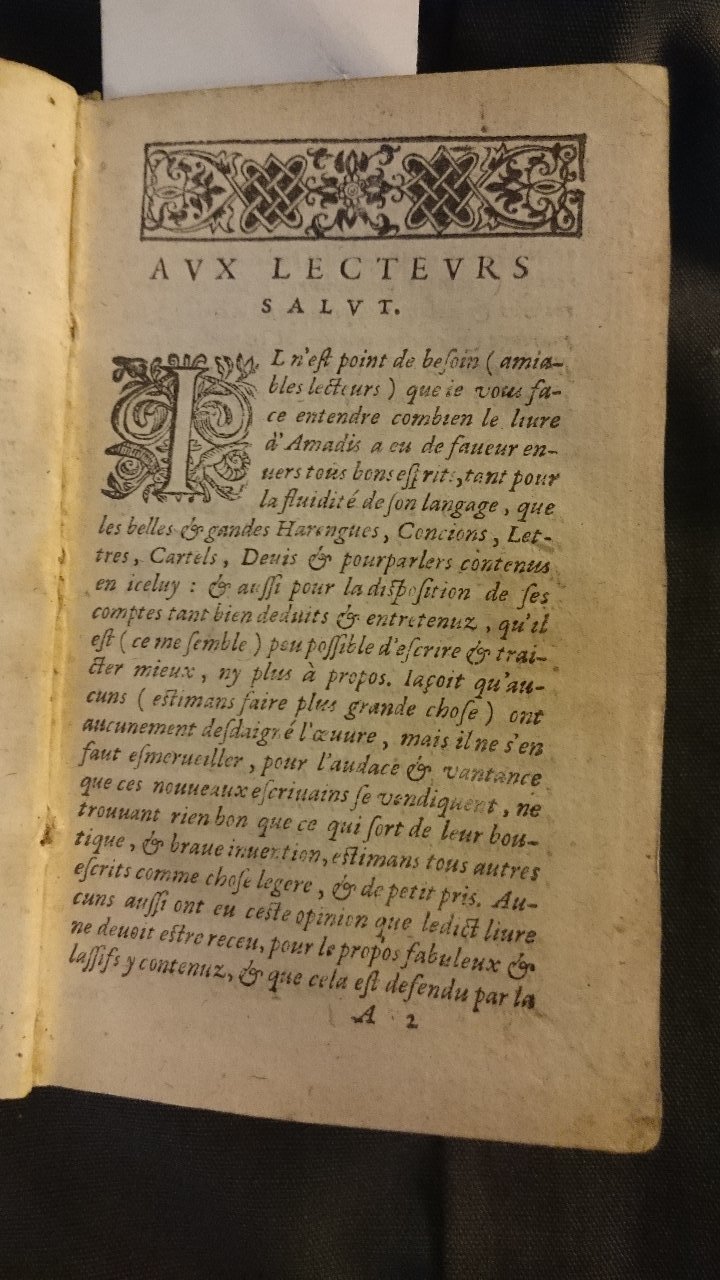 AVX LECTEVRS
SALVT.
IL n'eſt point de beſoin ( amia-
bles lecteurs ) que ie vous fa-
ce entendre combien le liure
d'Amadis a eu de faueur en-
uers tous bons eſprits, tant pour
la fluidité de ſon langage, que
les belles & gandes Harengues, Concions, Let-
tres, Cartels, Deuis & pourparlers contenus
en iceluy : & auſſi pour la diſpoſition de ſes
comptes tant bien deduits & entretenuz, qu'il
eſt ( ce me ſemble ) peu poſſible d'eſcrire & trai-
cter mieux, ny plus à propos. Iaçoit qu'au-
cuns ( eſtimans faire plus grande choſe ) ont
aucunement deſdaigné l'œuure, mais il ne s'en
faut eſmerueiller, pour l'audace & vantance
que ces nouueaux eſcriuains ſe vendiquent, ne
trouuant rien bon que ce qui ſort de leur bou-
tique, & braue inuention, eſtimans tous autres
eſcrits comme choſe legere, & de petit pris. Au-
cuns auſſi ont eu ceſte opinion que ledict liure
ne deuoit eſtre receu, pour le propos fabuleux &
laſſifs y contenuz, & que cela eſt defendu par la
A 2